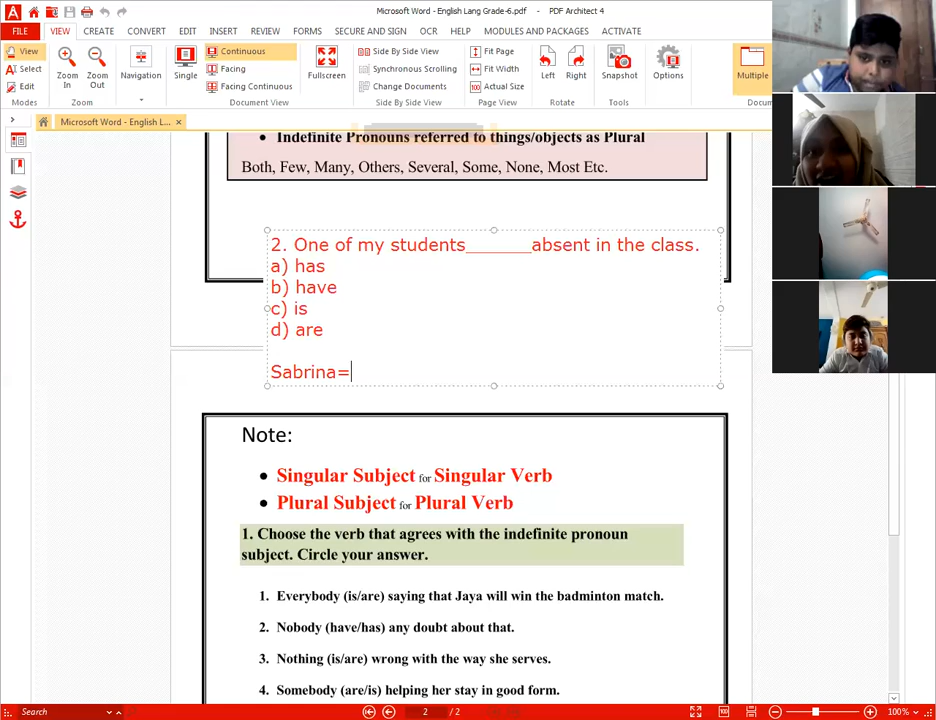 Microsoft Word - English Lang Grade-6.pdf - PDF Architect 4
FILE VIEW CREATE CONVERT EDIT INSERT REVIEW FORMS SECURE AND SIGN OCR HELP MODULES AND PACKAGES ACTIVATE
View
Select
Edit
Modes
Zoom In
Zoom Out
Zoom
Navigation
Single
Continuous
Facing
Facing Continuous
Document View
Fullscreen
Side By Side View
Synchronous Scrolling
Change Documents
Side By Side View
Fit Page
Fit Width
Actual Size
Page View
Left
Right
Rotate
Snapshot
Tools
Options
Multiple
Docu
Microsoft Word - English L... ×
• Indefinite Pronouns referred to things/objects as Plural
Both, Few, Many, Others, Several, Some, None, Most Etc.
2. One of my students______absent in the class.
a) has
b) have
c) is
d) are
Sabrina=
Note:
• Singular Subject for Singular Verb
• Plural Subject for Plural Verb
1. Choose the verb that agrees with the indefinite pronoun
subject. Circle your answer.
1. Everybody (is/are) saying that Jaya will win the badminton match.
2. Nobody (have/has) any doubt about that.
3. Nothing (is/are) wrong with the way she serves.
4. Somebody (are/is) helping her stay in good form.
Search
2 / 2
100%